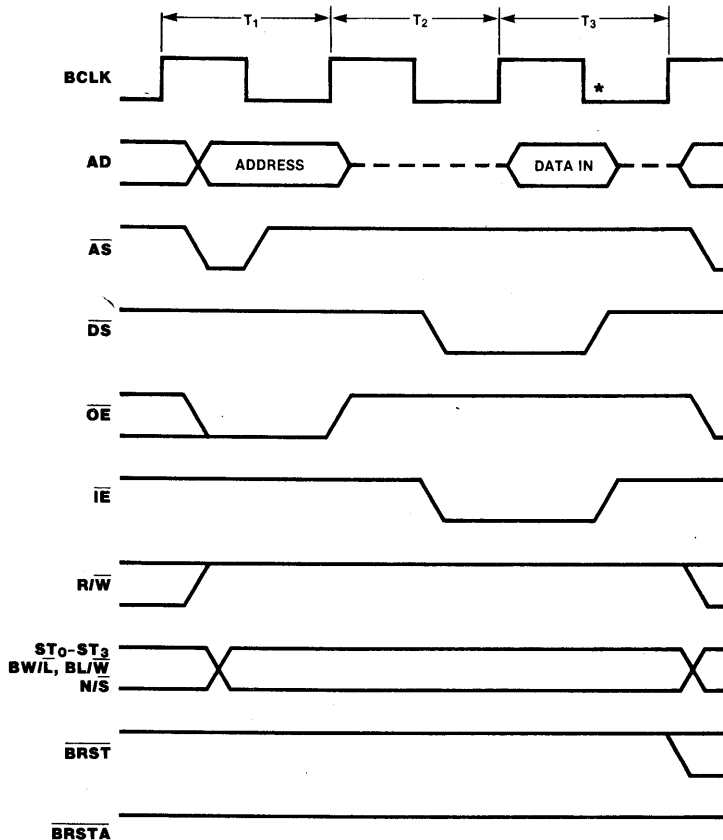 T1 T2 T3
BCLK *
AD ADDRESS DATA IN
AS
DS
OE
IE
R/W
ST0-ST3
BW/L, BL/W
N/S
BRST
BRSTA